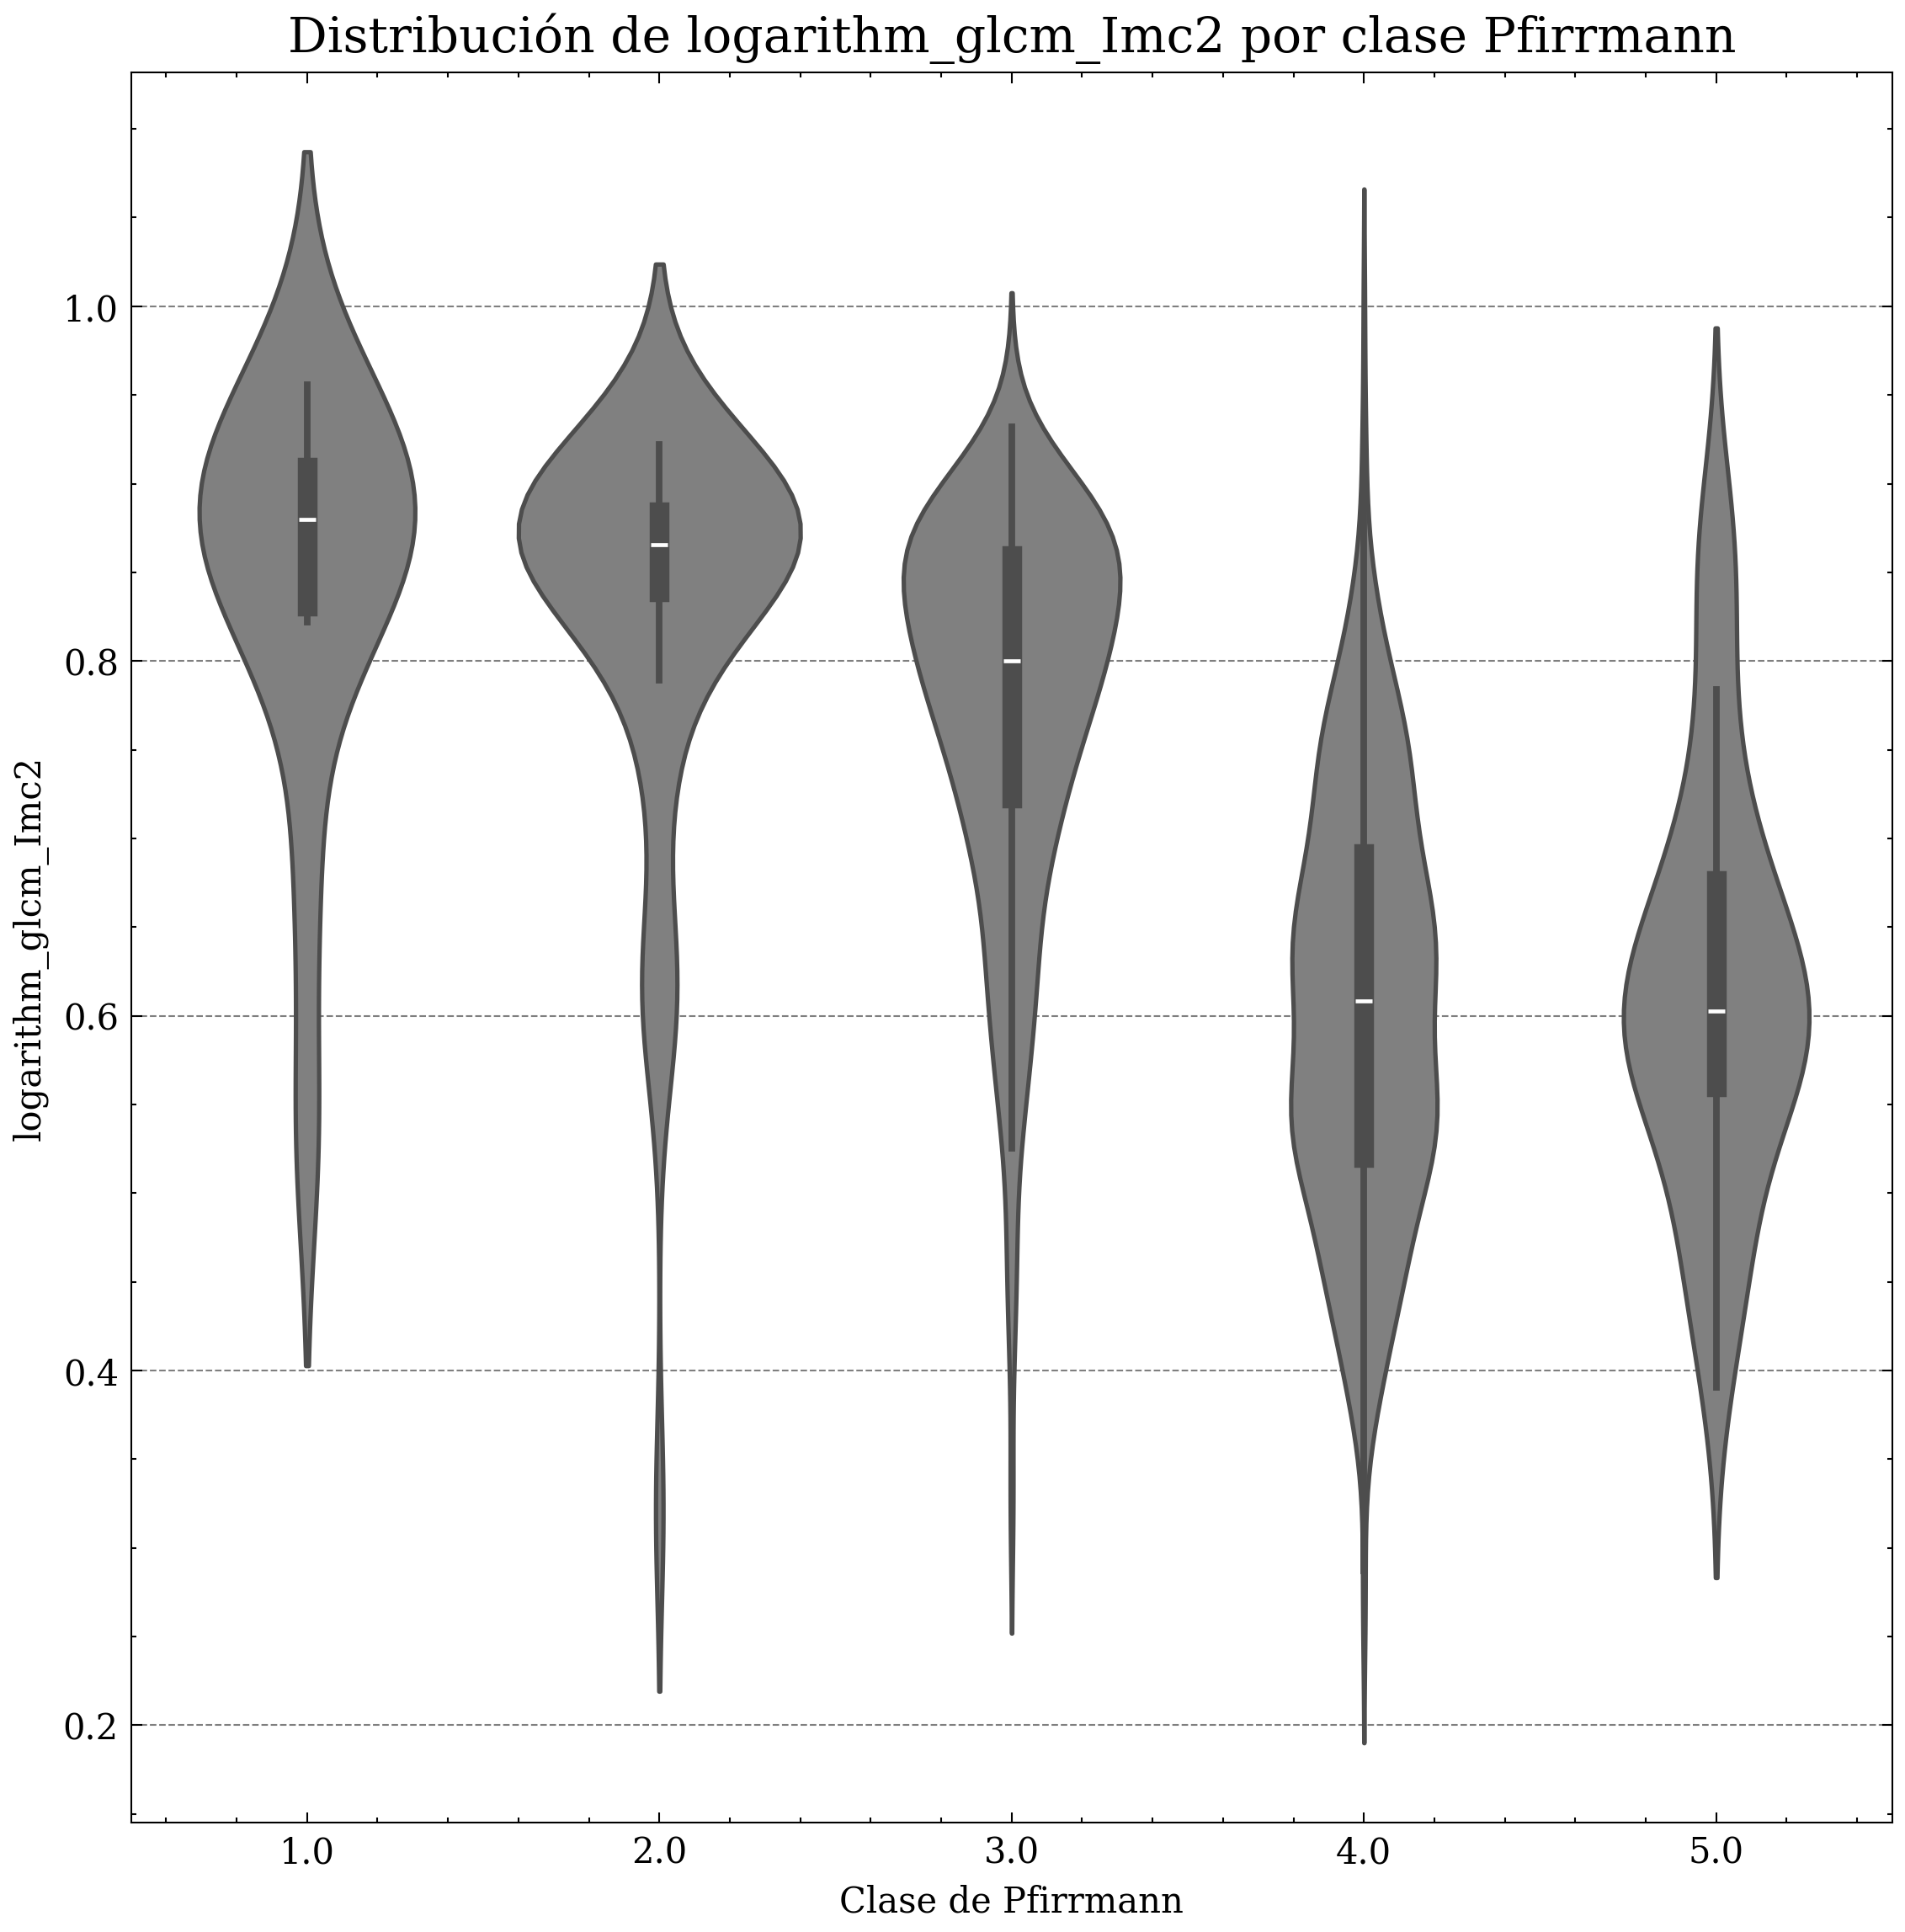 Distribución de logarithm_glcm_Imc2 por clase Pfirrmann
logarithm_glcm_Imc2
1.0
0.8
0.6
0.4
0.2
1.0 2.0 3.0 4.0 5.0
Clase de Pfirrmann